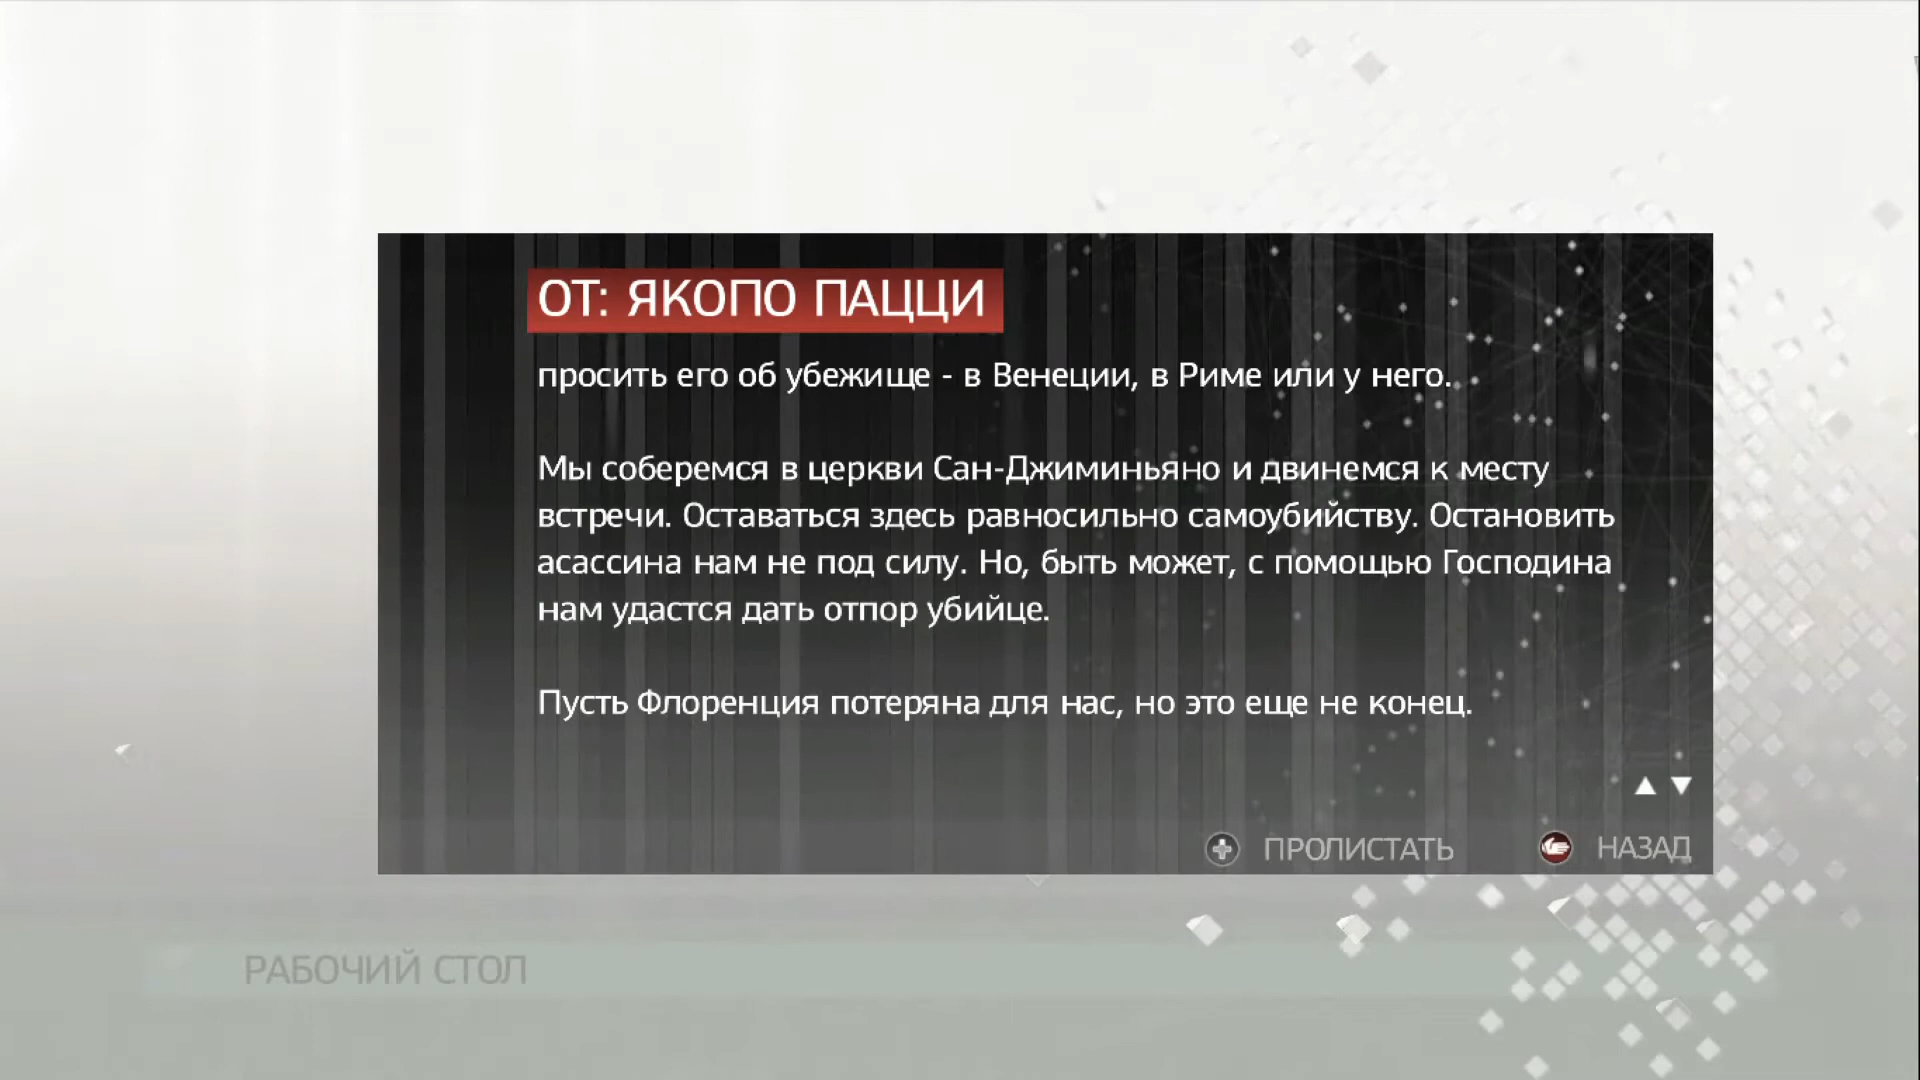 ОТ: ЯКОПО ПАЦЦИ
просить его об убежище - в Венеции, в Риме или у него.
Мы соберемся в церкви Сан-Джиминьяно и двинемся к месту
встречи. Оставаться здесь равносильно самоубийству. Остановить
асассина нам не под силу. Но, быть может, с помощью Господина
нам удастся дать отпор убийце.
Пусть Флоренция потеряна для нас, но это еще не конец.
ПРОЛИСТАТЬ НАЗАД
РАБОЧИЙ СТОЛ